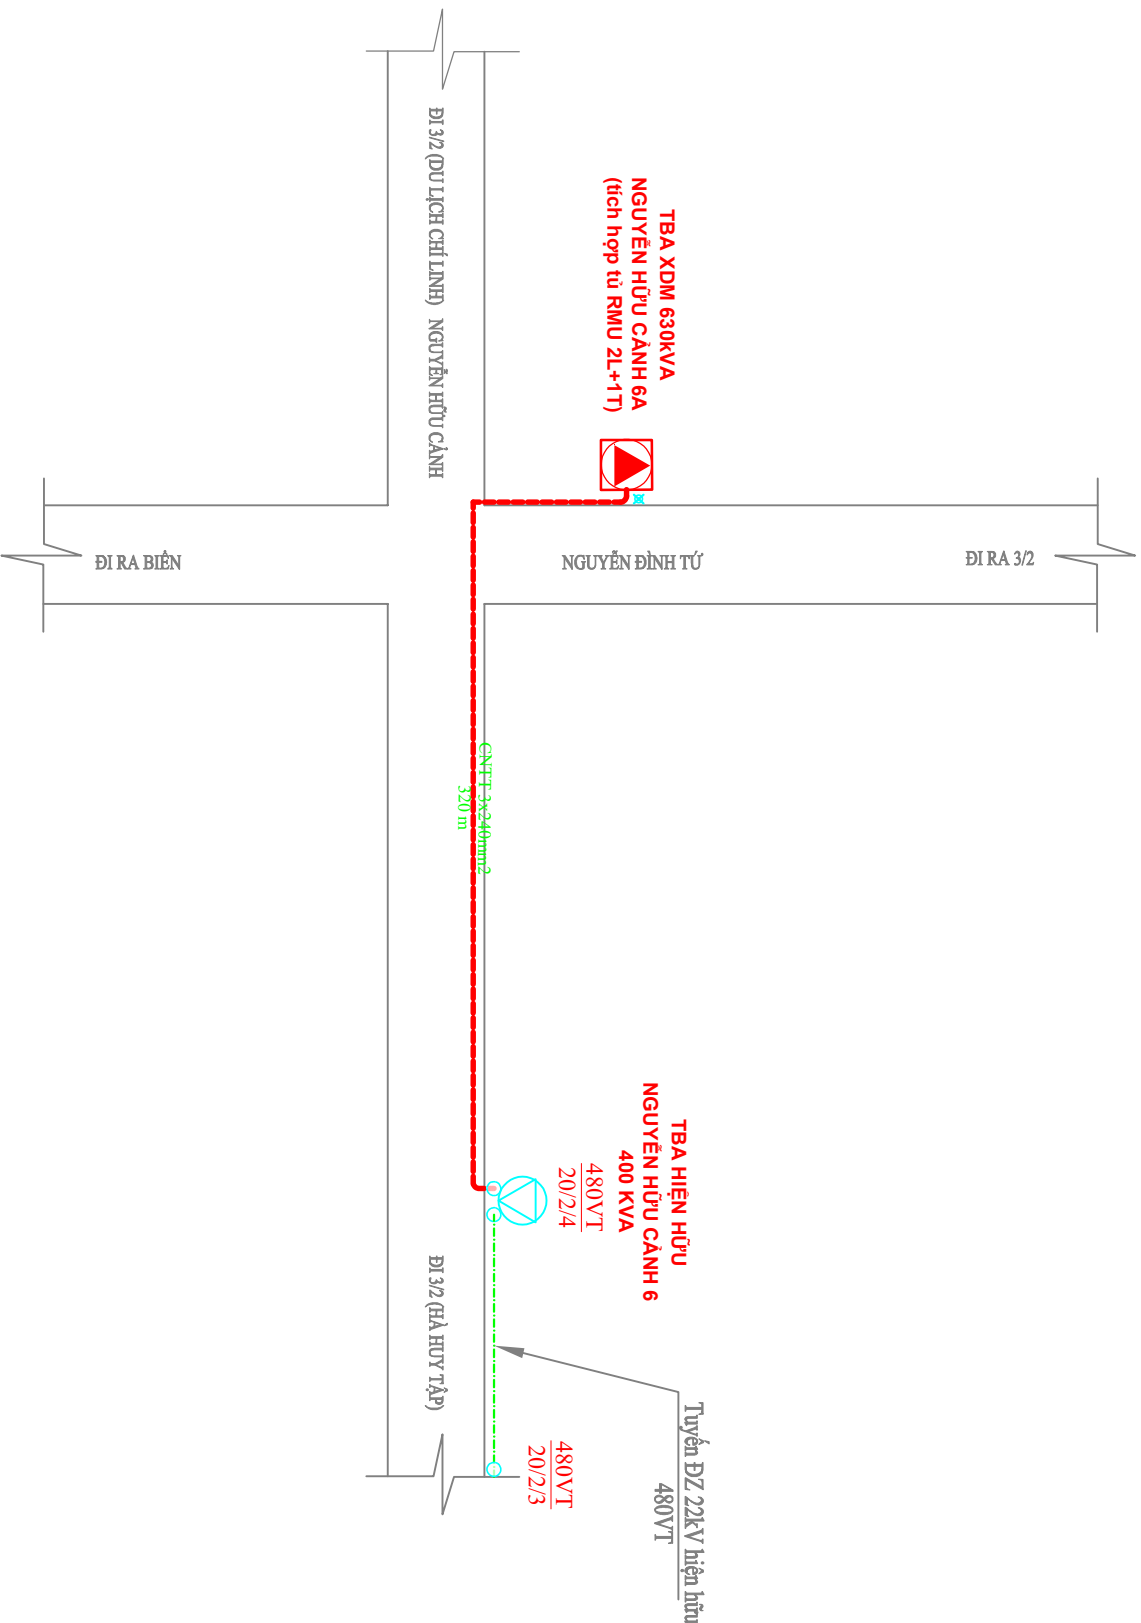 TBA XDM 630kVA
NGUYỄN HỮU CẢNH 6A
(tích hợp tủ RMU 2L+1T)
ĐI 3/2 (DU LỊCH CHÍ LINH)
NGUYỄN HỮU CẢNH
ĐI RA BIỂN
NGUYỄN ĐÌNH TỨ
ĐI RA 3/2
CNTT 3x240mm2
320 m
TBA HIỆN HỮU
NGUYỄN HỮU CẢNH 6
400 KVA
480VT
20/2/4
ĐI 3/2 (HÀ HUY TẬP)
480VT
20/2/3
Tuyến ĐZ 22kV hiện hữu
480VT